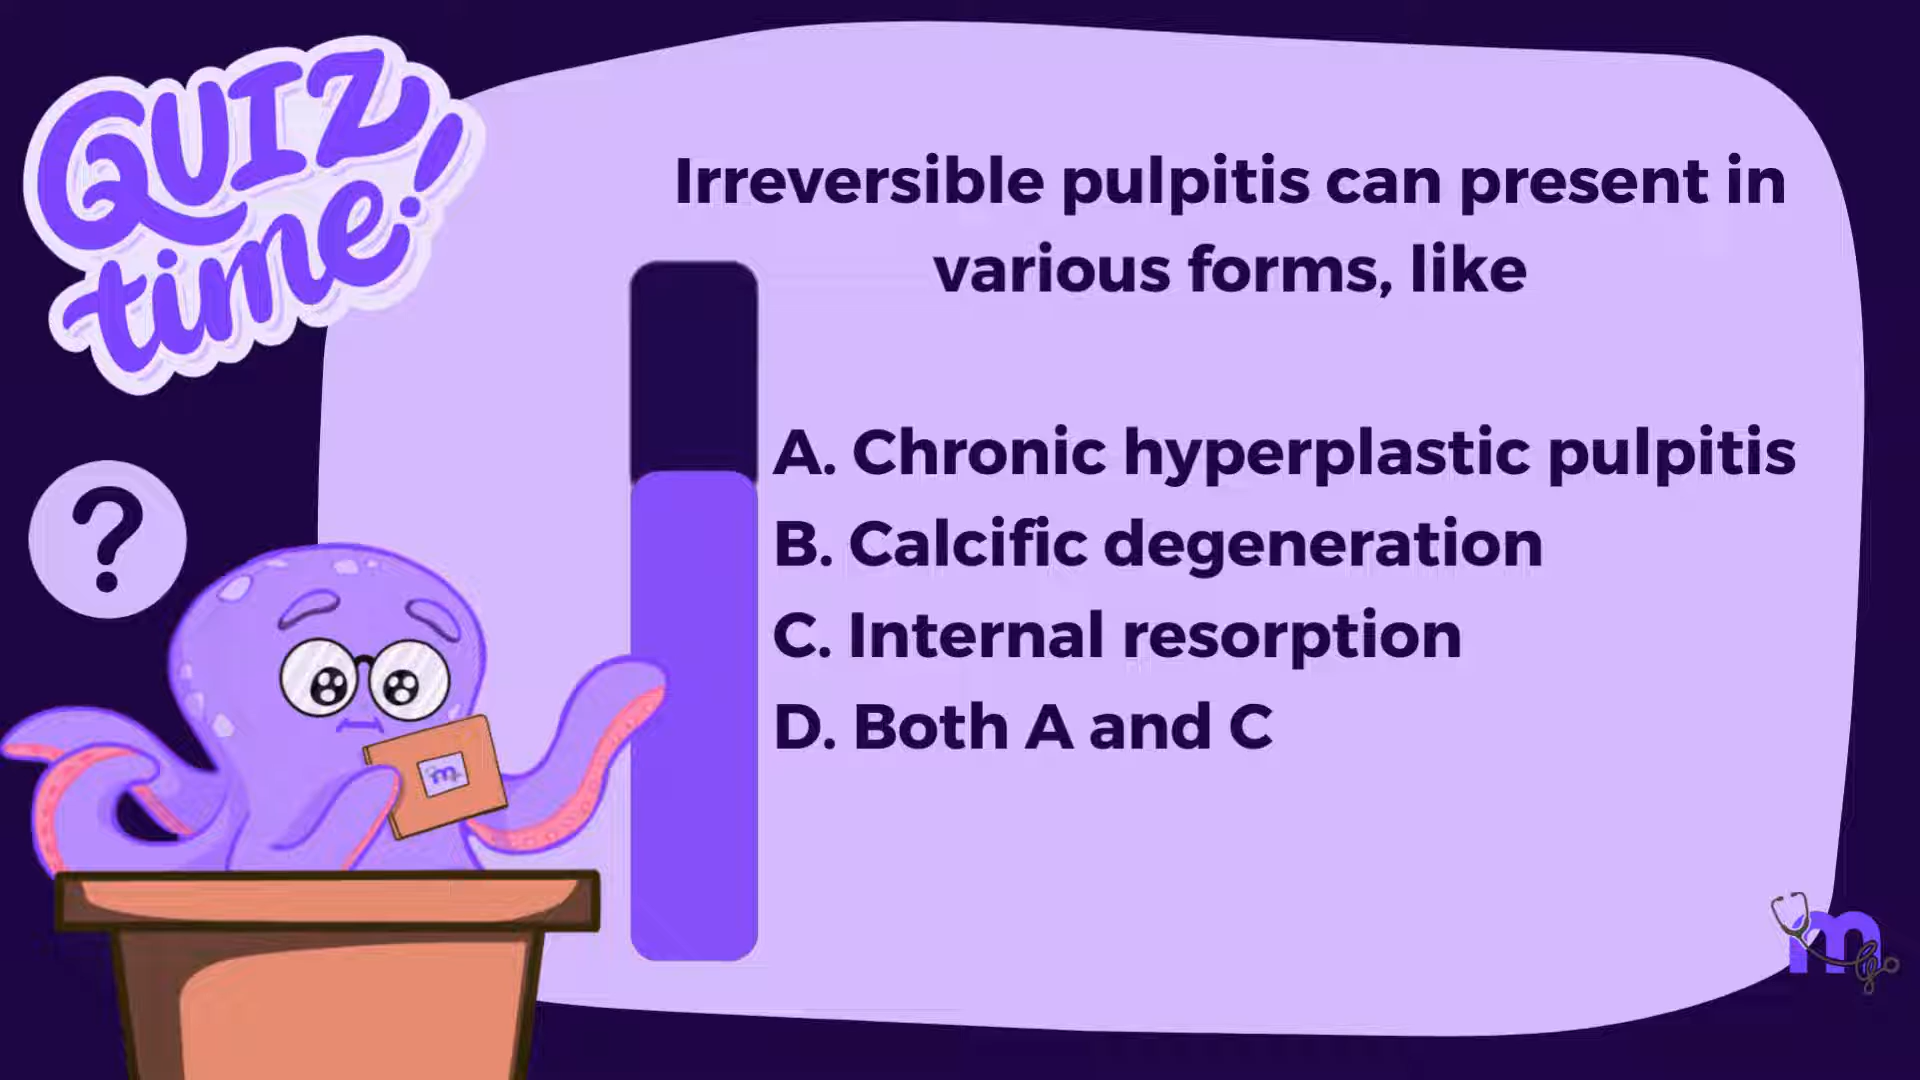 QUIZ
time!
?
Irreversible pulpitis can present in
various forms, like
A. Chronic hyperplastic pulpitis
B. Calcific degeneration
C. Internal resorption
D. Both A and C
m
m